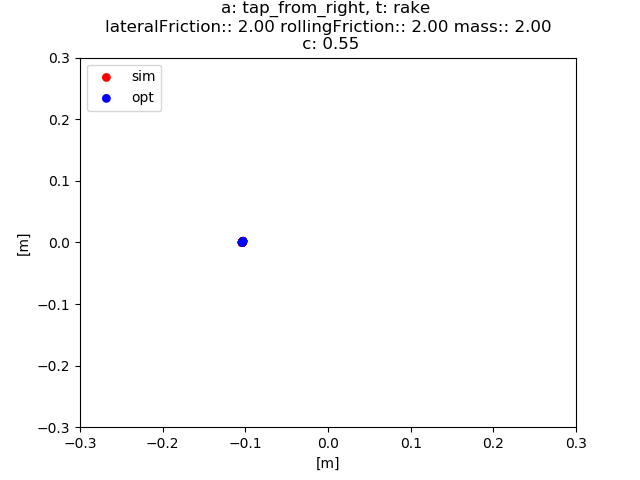 a: tap_from_right, t: rake
lateralFriction:: 2.00 rollingFriction:: 2.00 mass:: 2.00
c: 0.55
sim
opt
0.3
0.2
0.1
0.0
−0.1
−0.2
−0.3
[m]
−0.3 −0.2 −0.1 0.0 0.1 0.2 0.3
[m]